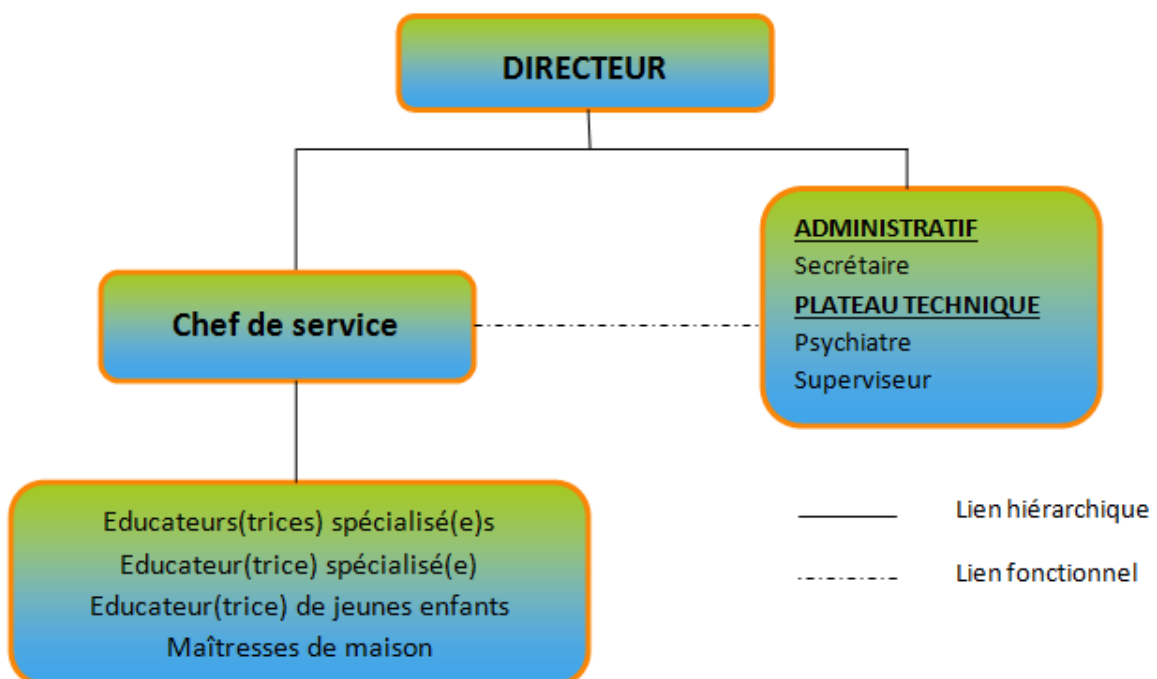 DIRECTEUR
ADMINISTRATIF
Secrétaire
PLATEAU TECHNIQUE
Psychiatre
Superviseur
Chef de service
Educateurs(trices) spécialisé(e)s
Educateur(trice) spécialisé(e)
Educateur(trice) de jeunes enfants
Maîtresses de maison
Lien hiérarchique
Lien fonctionnel